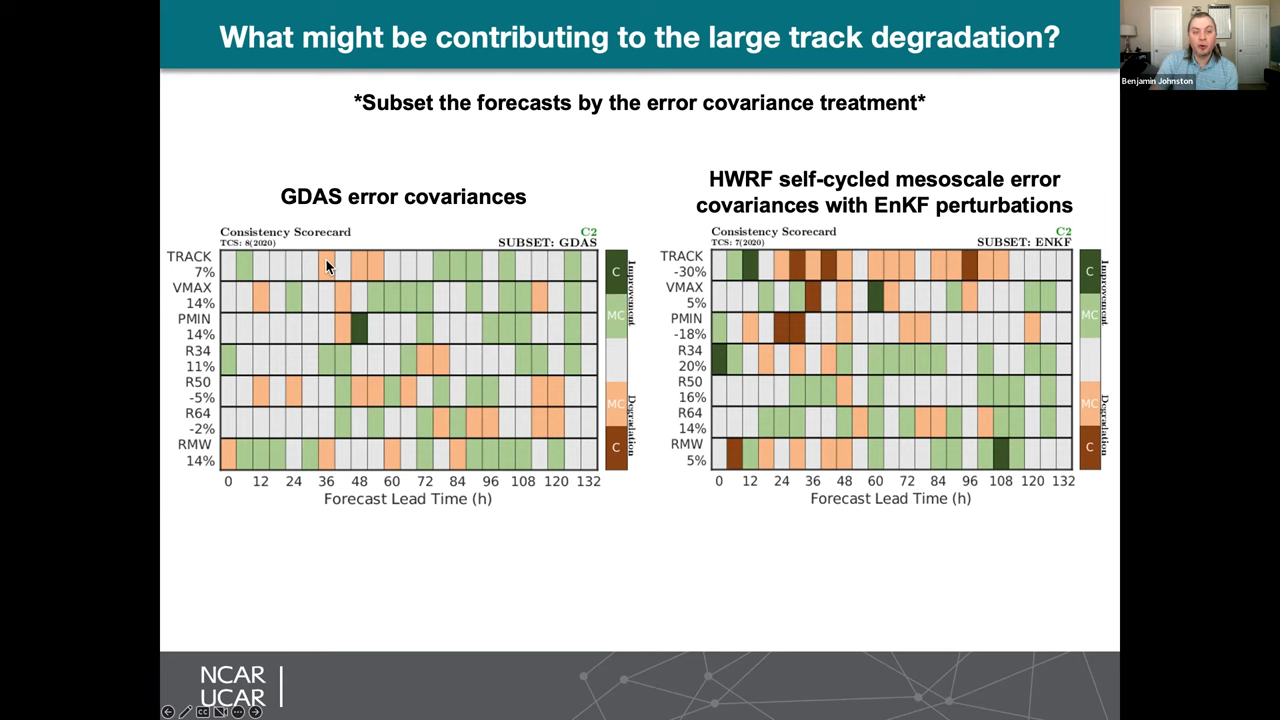 What might be contributing to the large track degradation?
Benjamin Johnston
*Subset the forecasts by the error covariance treatment*
GDAS error covariances
Consistency Scorecard
C2
TCS: 8(2020)
SUBSET: GDAS
TRACK
7%
VMAX
14%
PMIN
14%
R34
11%
R50
-5%
R64
-2%
RMW
14%
C
MC
MC
C
Improvement
Degradation
0 12 24 36 48 60 72 84 96 108 120 132
Forecast Lead Time (h)
HWRF self-cycled mesoscale error
covariances with EnKF perturbations
Consistency Scorecard
C2
TCS: 7(2020)
SUBSET: ENKF
TRACK
-30%
VMAX
5%
PMIN
-18%
R34
20%
R50
16%
R64
14%
RMW
5%
C
MC
MC
C
Improvement
Degradation
0 12 24 36 48 60 72 84 96 108 120 132
Forecast Lead Time (h)
NCAR
UCAR
CC